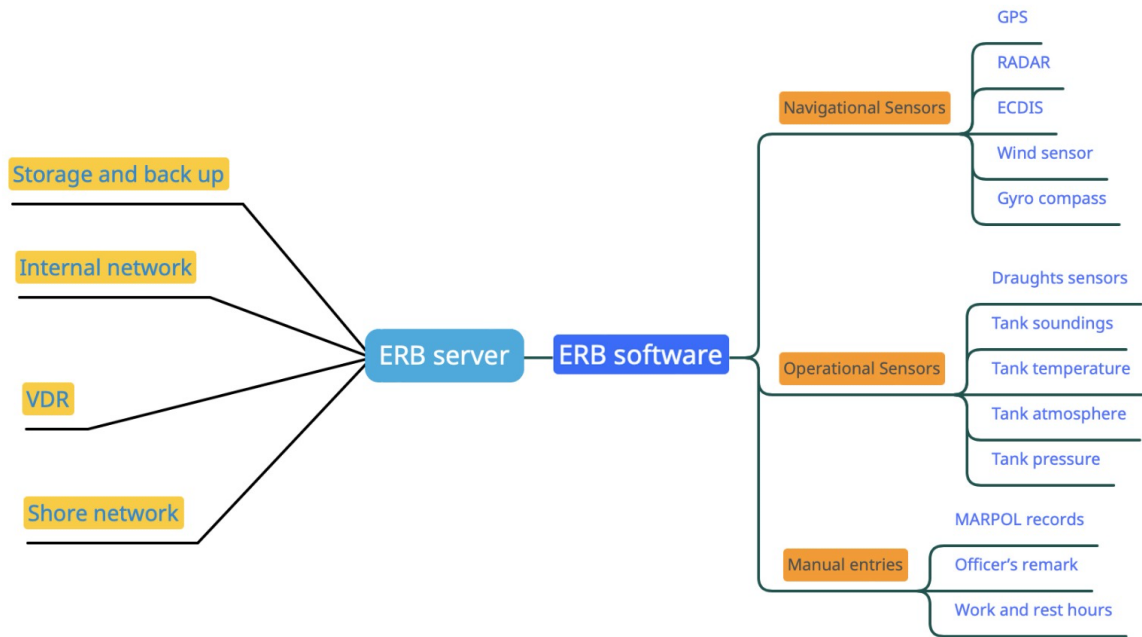 Storage and back up
Internal network
VDR
Shore network
ERB server
ERB software
Navigational Sensors
GPS
RADAR
ECDIS
Wind sensor
Gyro compass
Operational Sensors
Draughts sensors
Tank soundings
Tank temperature
Tank atmosphere
Tank pressure
Manual entries
MARPOL records
Officer’s remark
Work and rest hours